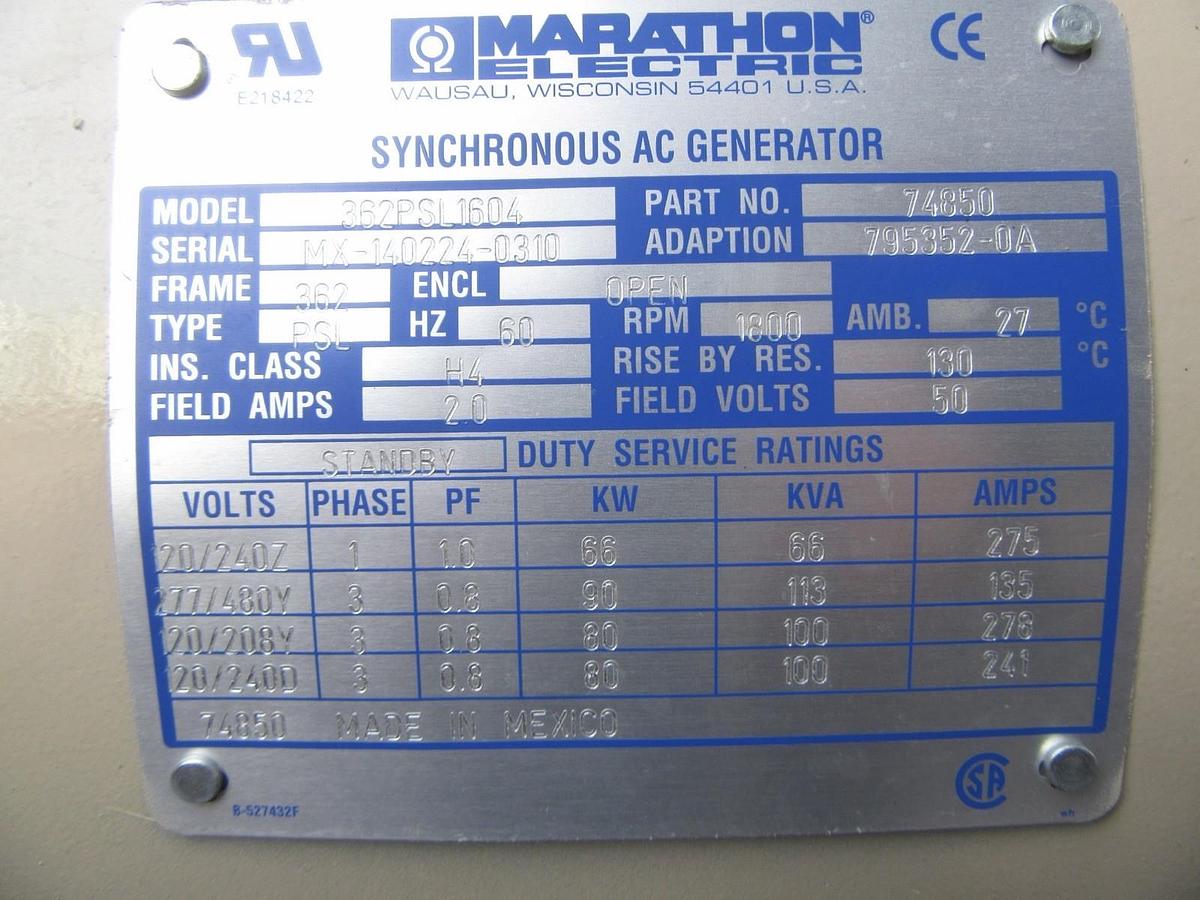 MARATHON®
ELECTRIC
WAUSAU, WISCONSIN 54401 U.S.A.
E218422
CE
SYNCHRONOUS AC GENERATOR
MODEL 362PSL1604 PART NO. 74850
SERIAL MX-140224-0310 ADAPTION 795352-0A
FRAME 362 ENCL OPEN
TYPE PSL HZ 60 RPM 1800 AMB. 27 °C
INS. CLASS H4 RISE BY RES. 130 °C
FIELD AMPS 2.0 FIELD VOLTS 50
STANDBY DUTY SERVICE RATINGS
VOLTS PHASE PF KW KVA AMPS
120/240Z 1 1.0 66 66 275
277/480Y 3 0.8 90 113 135
120/208Y 3 0.8 80 100 278
120/240D 3 0.8 80 100 241
74850 MADE IN MEXICO
B-527432F
SA
wh